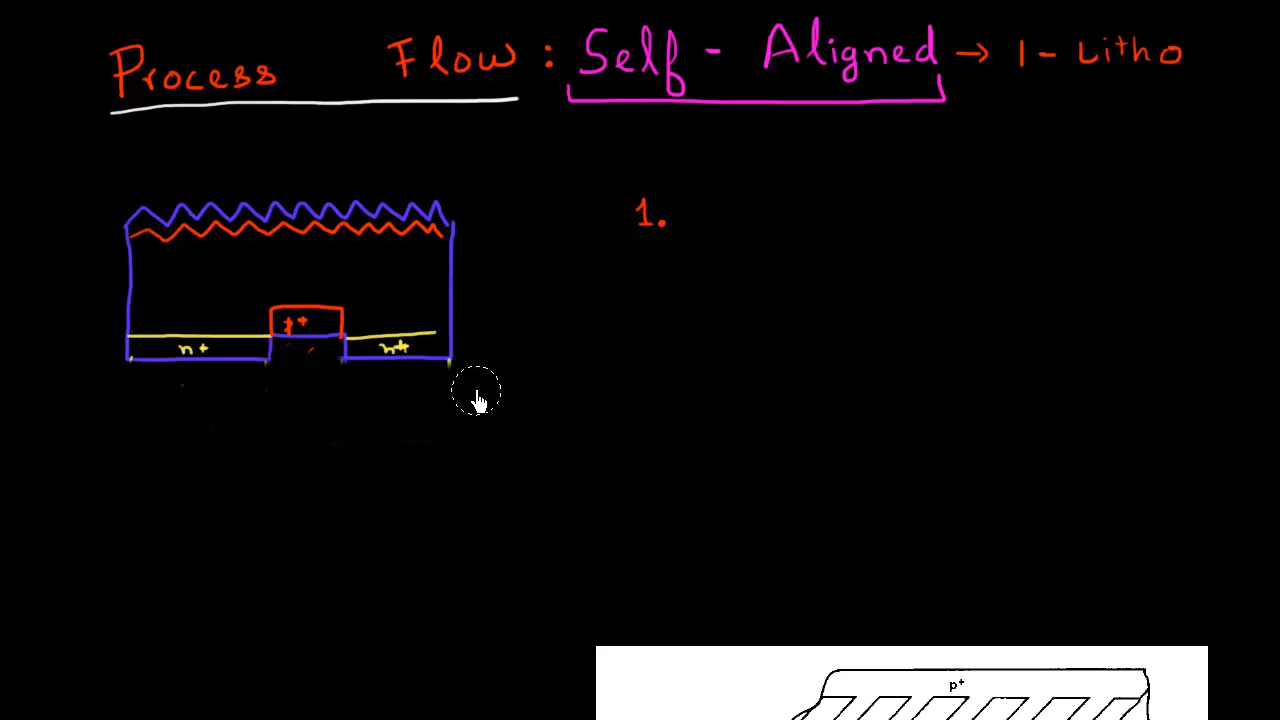 Process Flow : Self - Aligned → 1 - Litho
1.
p+
n+ n+
p+